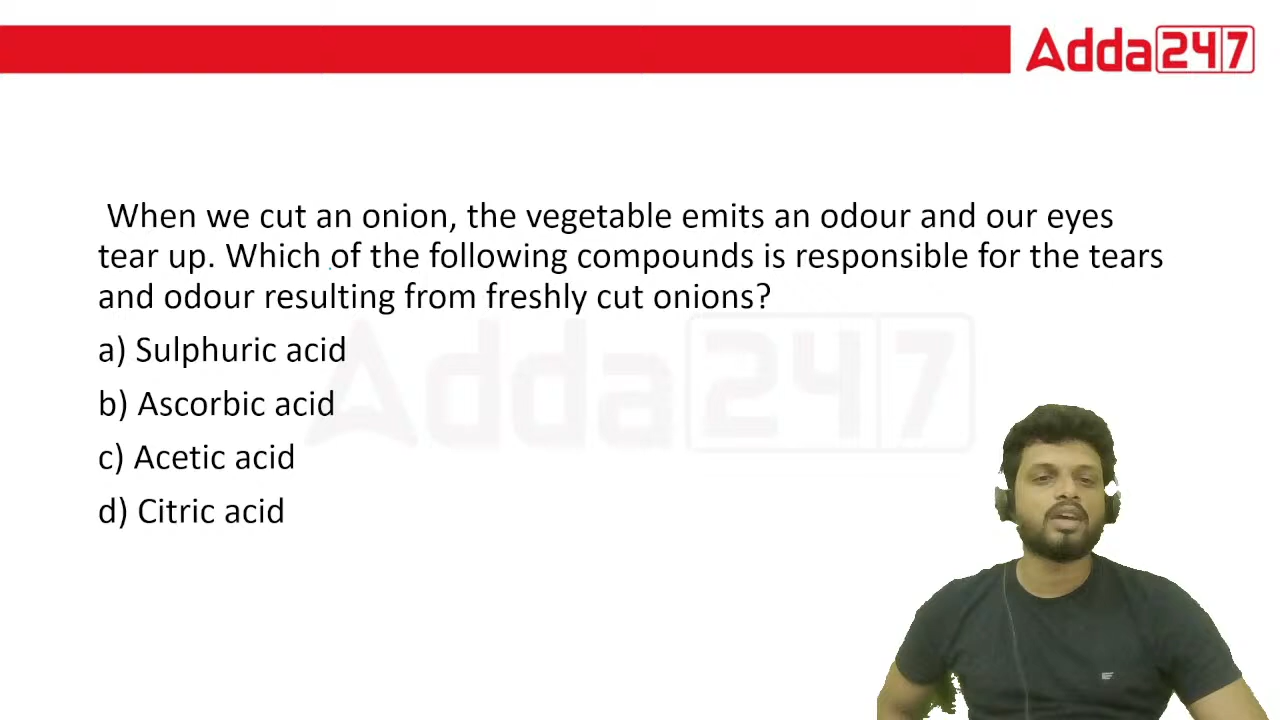 Adda247
When we cut an onion, the vegetable emits an odour and our eyes
tear up. Which of the following compounds is responsible for the tears
and odour resulting from freshly cut onions?
a) Sulphuric acid
b) Ascorbic acid
c) Acetic acid
d) Citric acid
Adda247